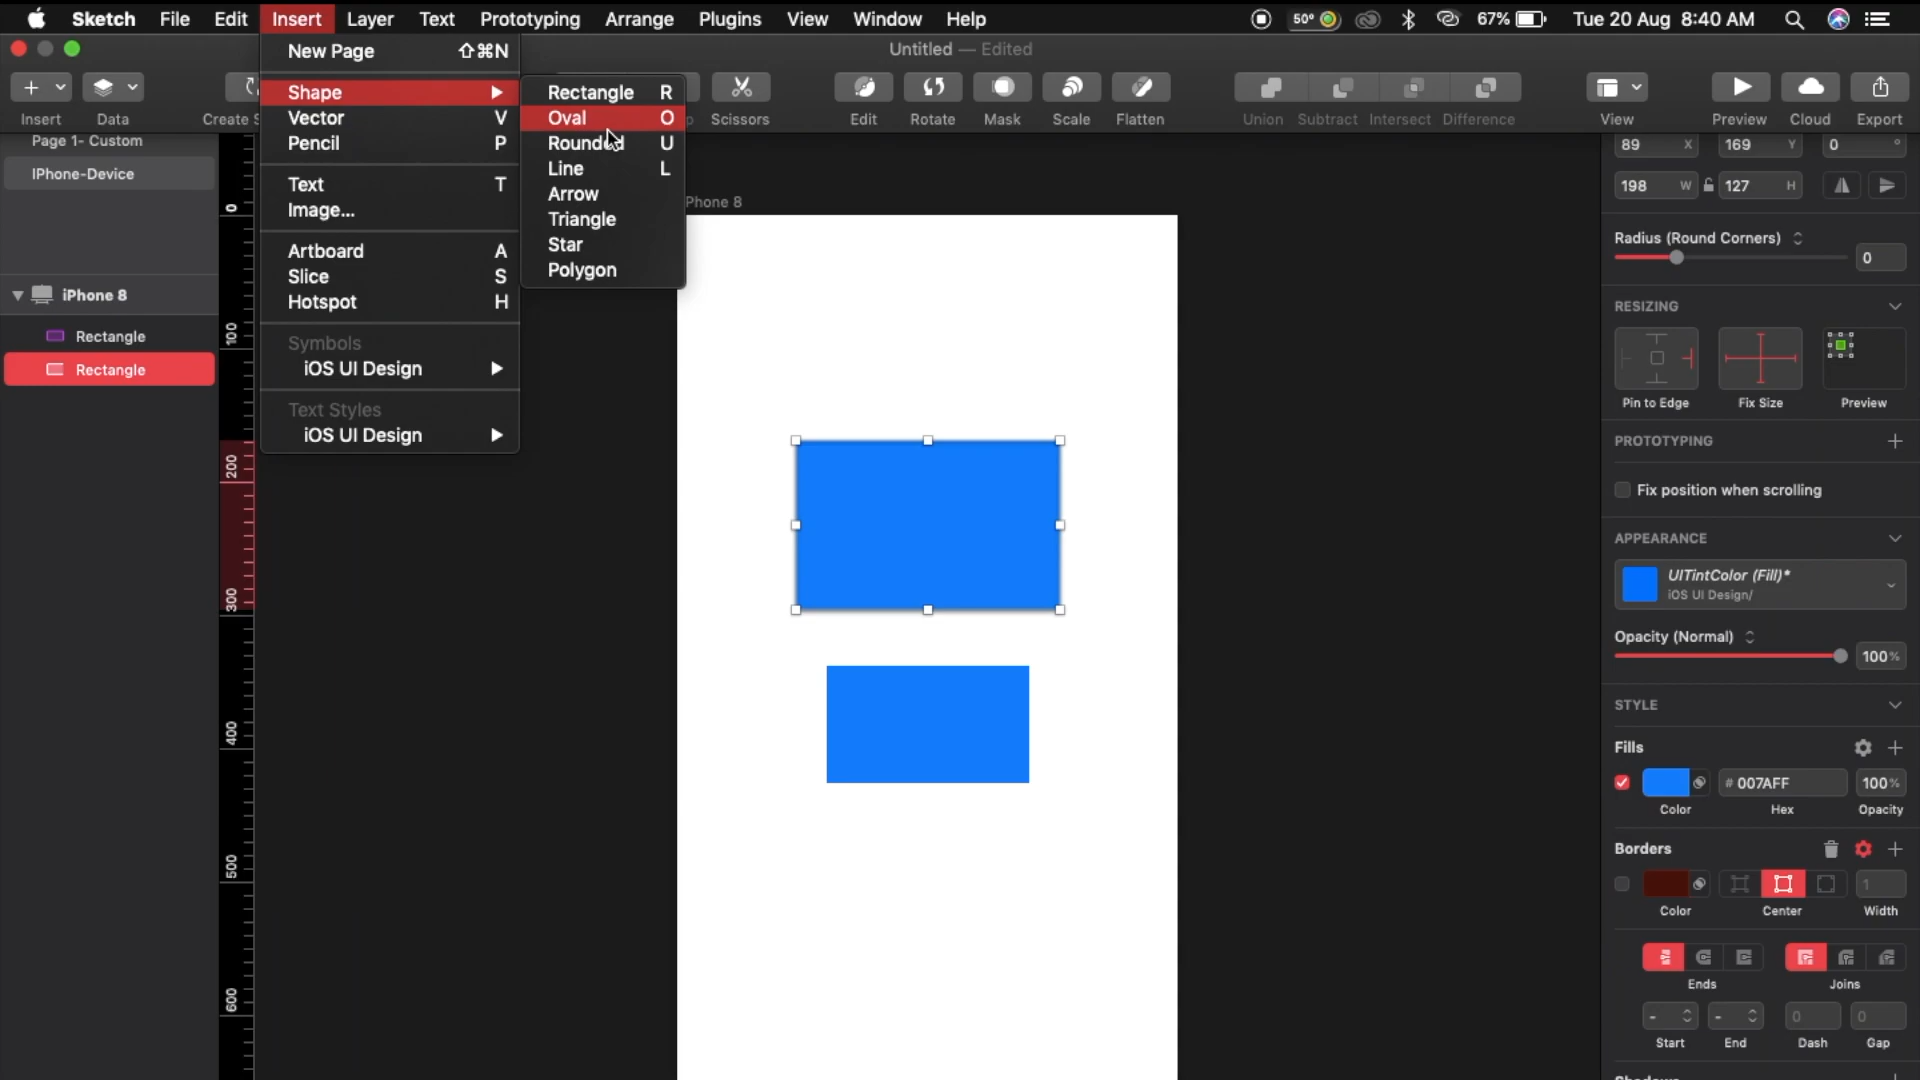 Sketch File Edit Insert Layer Text Prototyping Arrange Plugins View Window Help 50° 67% Tue 20 Aug 8:40 AM
Untitled — Edited
New Page ⇧⌘N
Shape
Vector V
Pencil P
Text T
Image...
Artboard A
Slice S
Hotspot H
Symbols
iOS UI Design
Text Styles
iOS UI Design
Rectangle R
Oval O
Rounded U
Line L
Arrow
Triangle
Star
Polygon
Insert Data Create S Scissors Edit Rotate Mask Scale Flatten Union Subtract Intersect Difference View Preview Cloud Export
Page 1- Custom
IPhone-Device
iPhone 8
Rectangle
Rectangle
0
100
200
300
400
500
600
Phone 8
89 X 169 Y 0 °
198 W 127 H
Radius (Round Corners)
0
RESIZING
Pin to Edge Fix Size Preview
PROTOTYPING
Fix position when scrolling
APPEARANCE
UITintColor (Fill)*
iOS UI Design/
Opacity (Normal)
100%
STYLE
Fills
# 007AFF 100%
Color Hex Opacity
Borders
1
Color Center Width
Ends Joins
- - 0 0
Start End Dash Gap